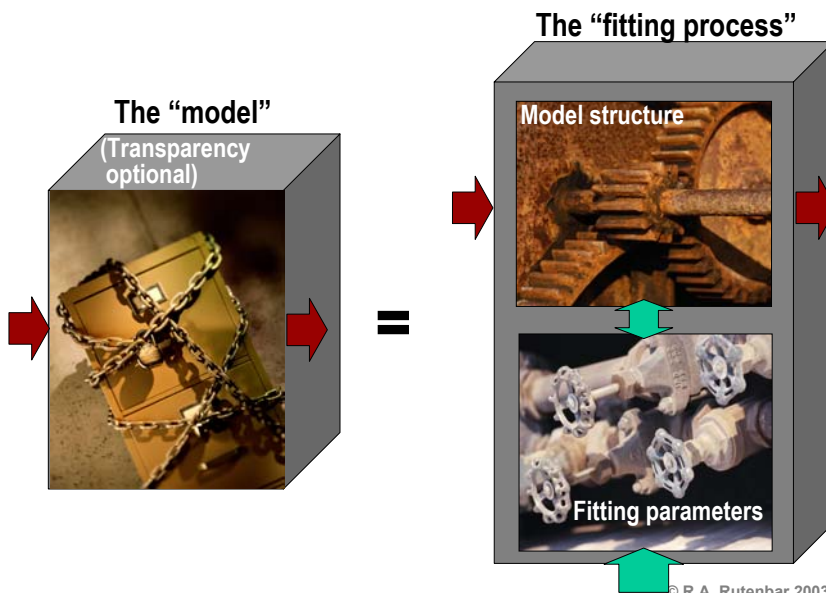 The “fitting process”
The “model”
(Transparency
optional)
Model structure
=
Fitting parameters
© R.A. Rutenbar 2003